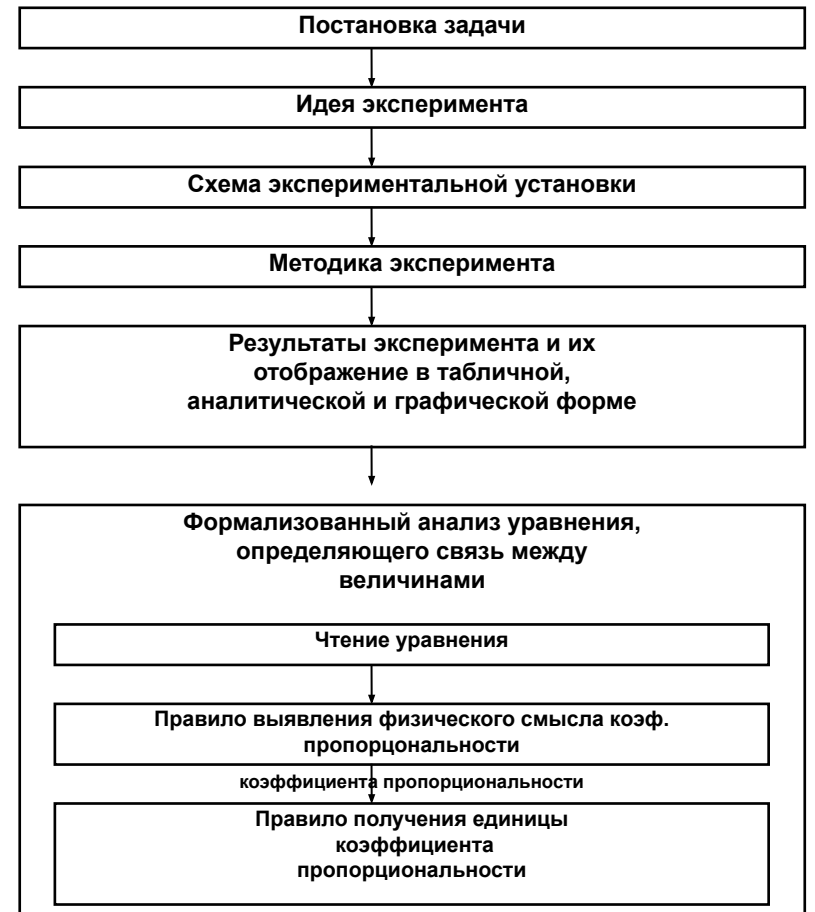 Постановка задачи
Идея эксперимента
Схема экспериментальной установки
Методика эксперимента
Результаты эксперимента и их
отображение в табличной,
аналитической и графической форме
Формализованный анализ уравнения,
определяющего связь между
величинами
Чтение уравнения
Правило выявления физического смысла коэф.
пропорцональности
коэффициента пропорциональности
Правило получения единицы
коэффициента
пропорциональности